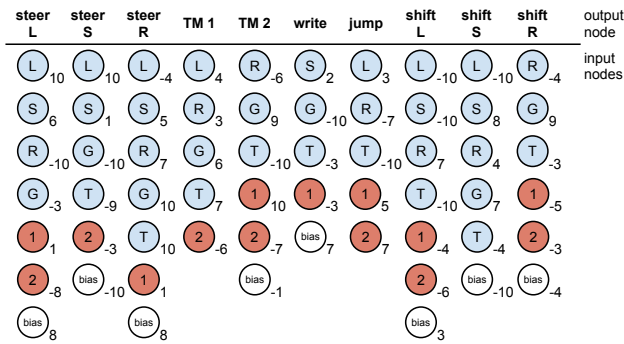 steer L steer S steer R TM 1 TM 2 write jump shift L shift S shift R output node
L 10 L 10 L -4 L 4 R -6 S 2 L 3 L -10 L -10 R -4 input nodes
S 6 S 1 S 5 R 3 G 9 G -10 R -7 S -10 S 8 G 9
R -10 G -10 R 7 G 6 T -10 T -3 T -10 R 7 R 4 T -3
G -3 T -9 G 10 T 7 1 10 1 -3 1 5 T -10 G 7 1 -5
1 1 2 -3 T 10 2 -6 2 -7 bias 7 2 7 1 -4 T -4 2 -3
2 -8 bias -10 1 1 bias -1 2 -6 bias -10 bias -4
bias 8 bias 8 bias 3